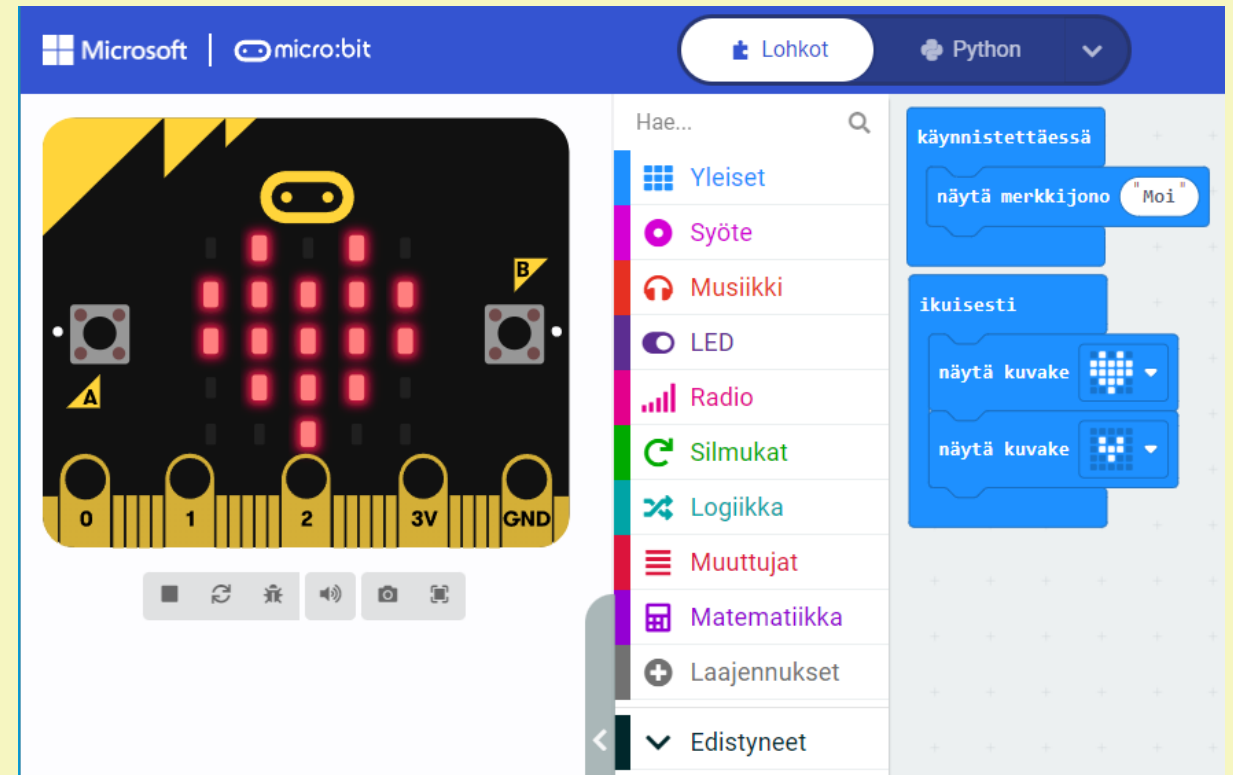 Microsoft micro:bit
Lohkot
Python
B
A
0 1 2 3V GND
Hae...
Yleiset
Syöte
Musiikki
LED
Radio
Silmukat
Logiikka
Muuttujat
Matematiikka
Laajennukset
Edistyneet
käynnistettäessä
näytä merkkijono "Moi"
ikuisesti
näytä kuvake
näytä kuvake